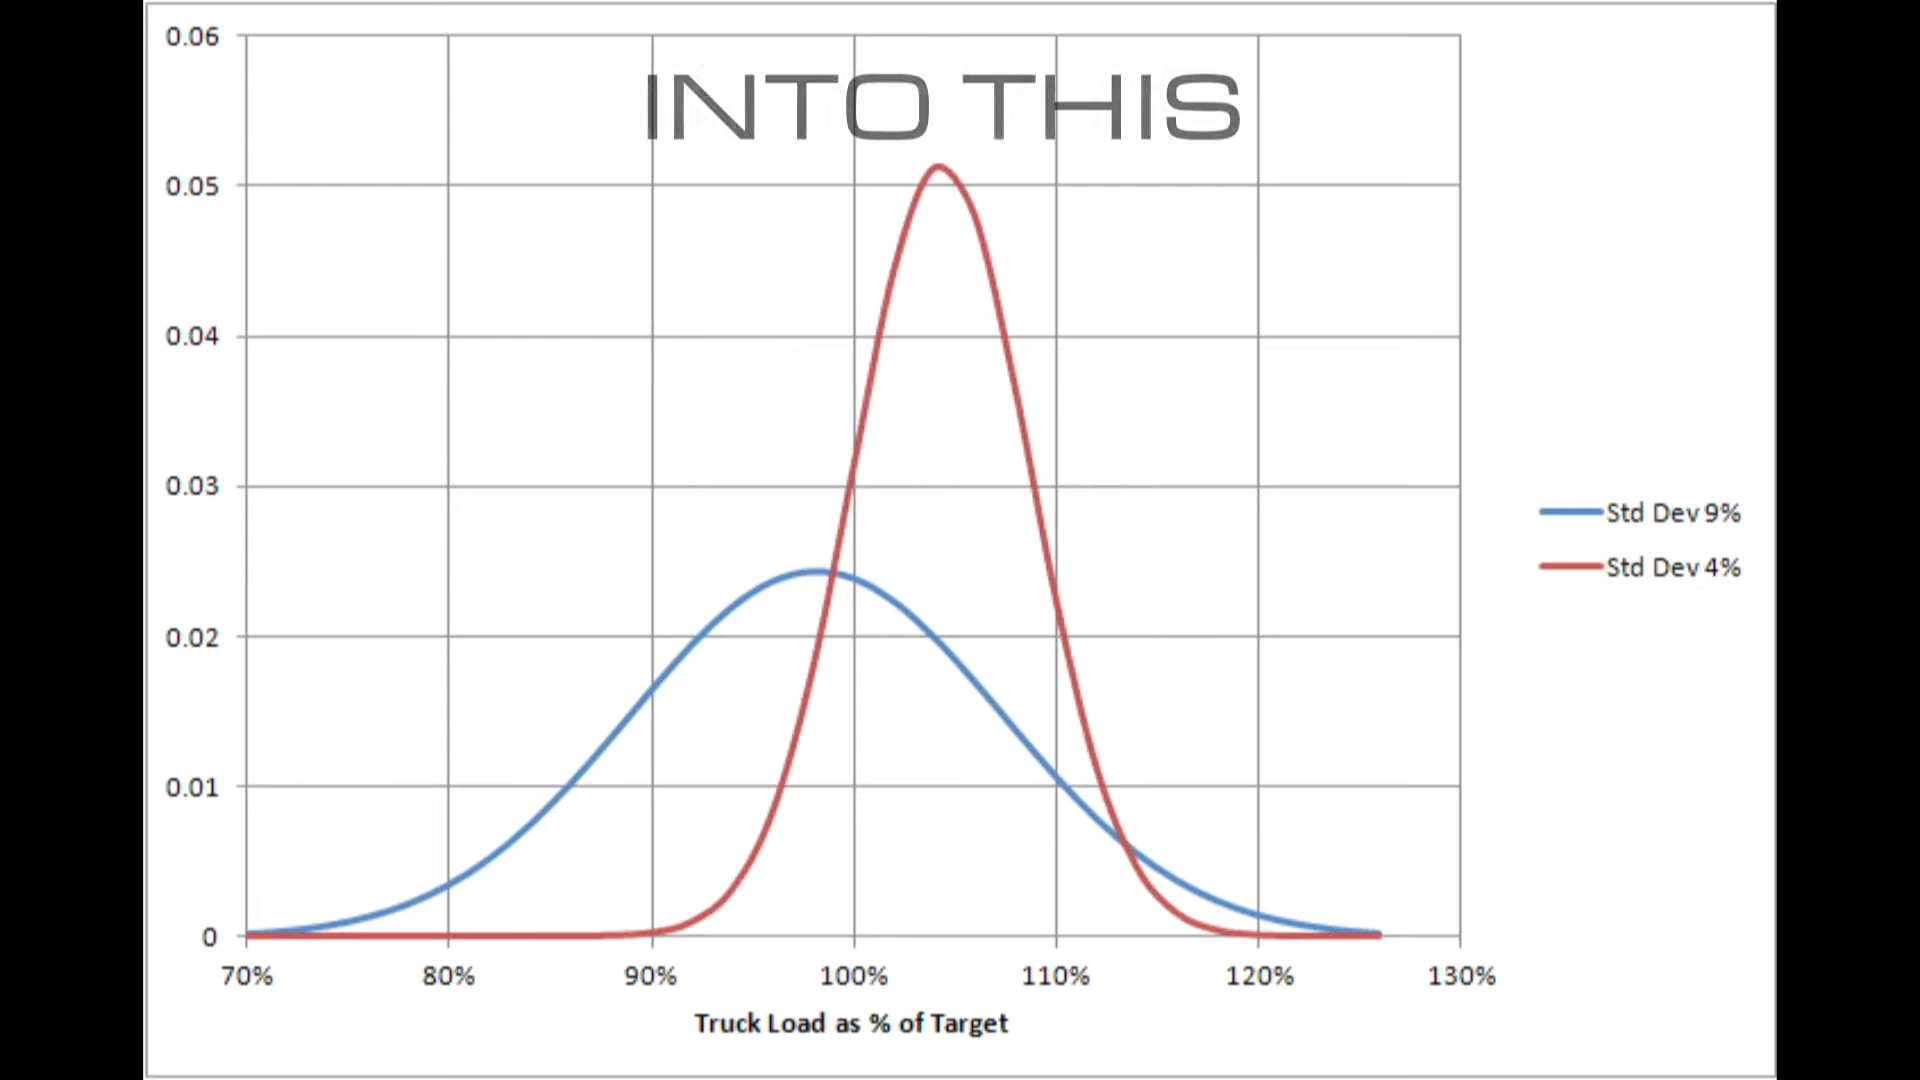 INTO THIS
0.06
0.05
0.04
0.03
0.02
0.01
0
70% 80% 90% 100% 110% 120% 130%
Truck Load as % of Target
Std Dev 9%
Std Dev 4%